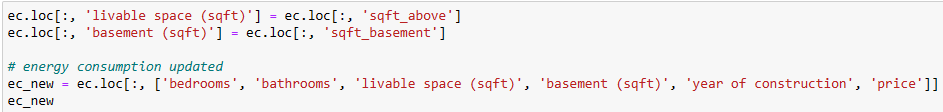 ec.loc[:, 'livable space (sqft)'] = ec.loc[:, 'sqft_above']
ec.loc[:, 'basement (sqft)'] = ec.loc[:, 'sqft_basement']
# energy consumption updated
ec_new = ec.loc[:, ['bedrooms', 'bathrooms', 'livable space (sqft)', 'basement (sqft)', 'year of construction', 'price']]
ec_new